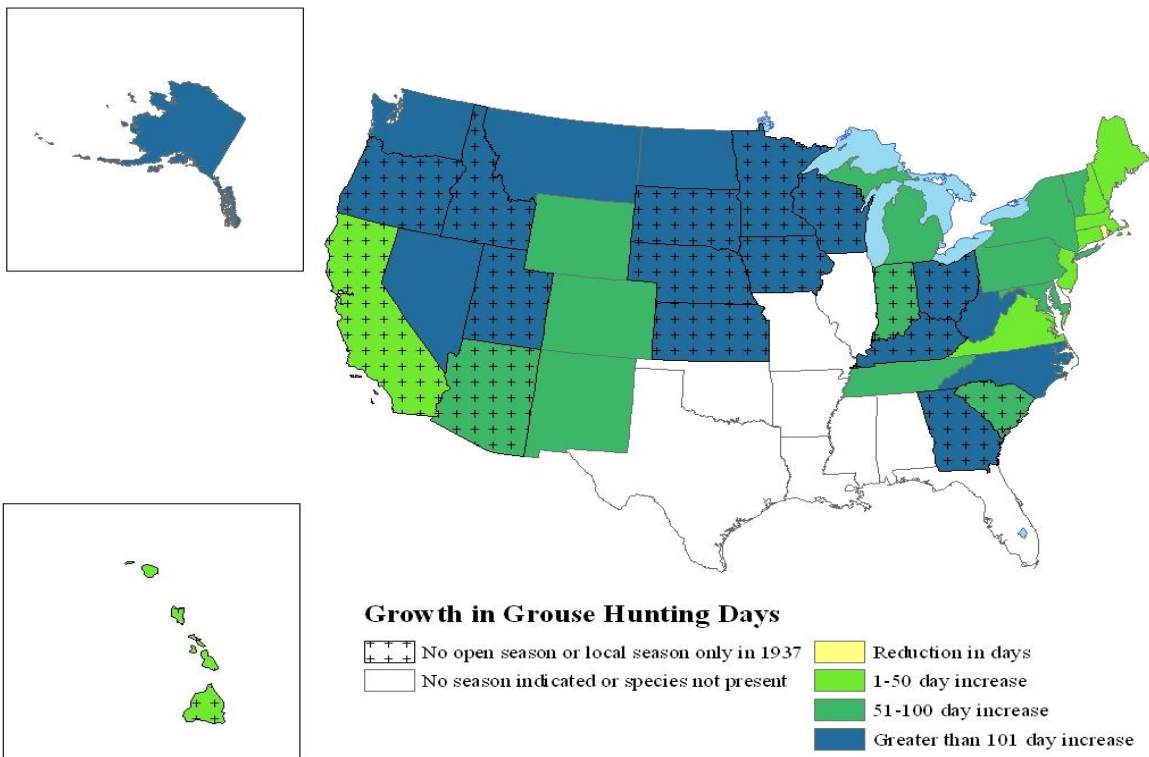 Growth in Grouse Hunting Days
No open season or local season only in 1937
No season indicated or species not present
Reduction in days
1-50 day increase
51-100 day increase
Greater than 101 day increase